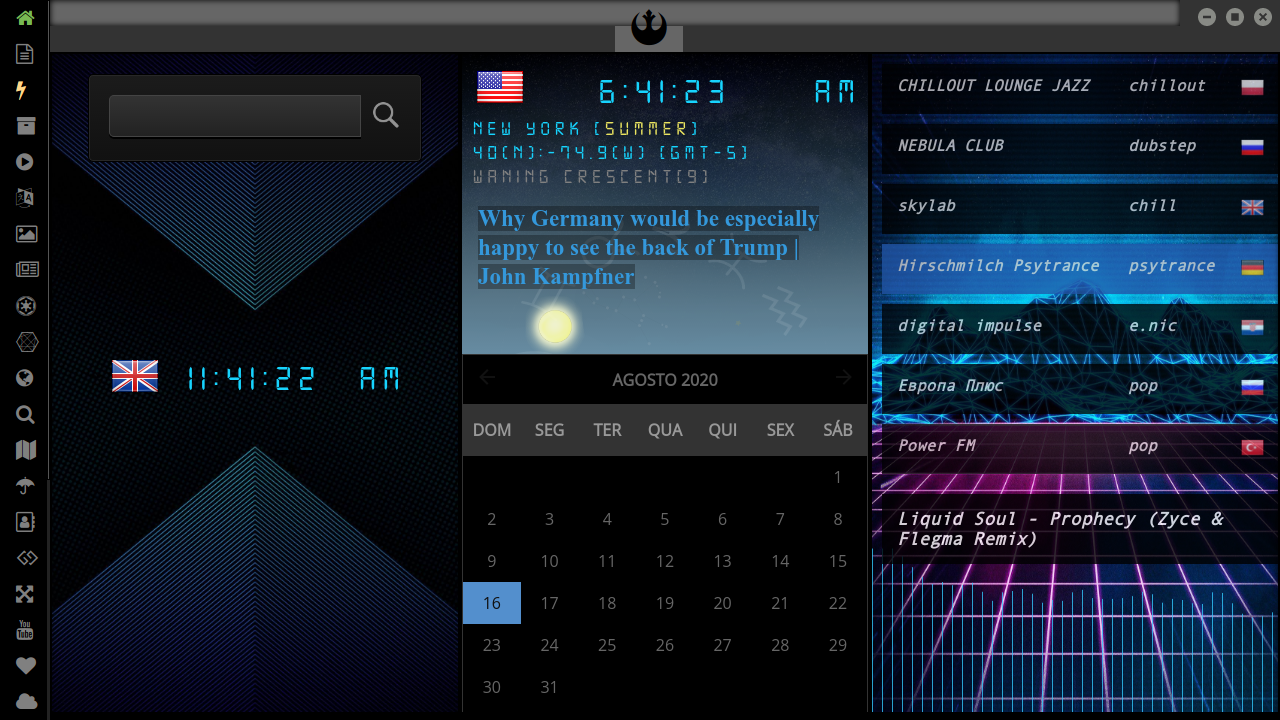 11:41:22 AM
6:41:23 AM
NEW YORK (SUMMER)
40(N):-74.9(W) (GMT-5)
WANING CRESCENT(9)
Why Germany would be especially
happy to see the back of Trump |
John Kampfner
AGOSTO 2020
DOM SEG TER QUA QUI SEX SÁB
1
2 3 4 5 6 7 8
9 10 11 12 13 14 15
16 17 18 19 20 21 22
23 24 25 26 27 28 29
30 31
CHILLOUT LOUNGE JAZZ chillout
NEBULA CLUB dubstep
skylab chill
Hirschmilch Psytrance psytrance
digital impulse e.nic
Европа Плюс pop
Power FM pop
Liquid Soul - Prophecy (Zyce &
Flegma Remix)
You
Tube